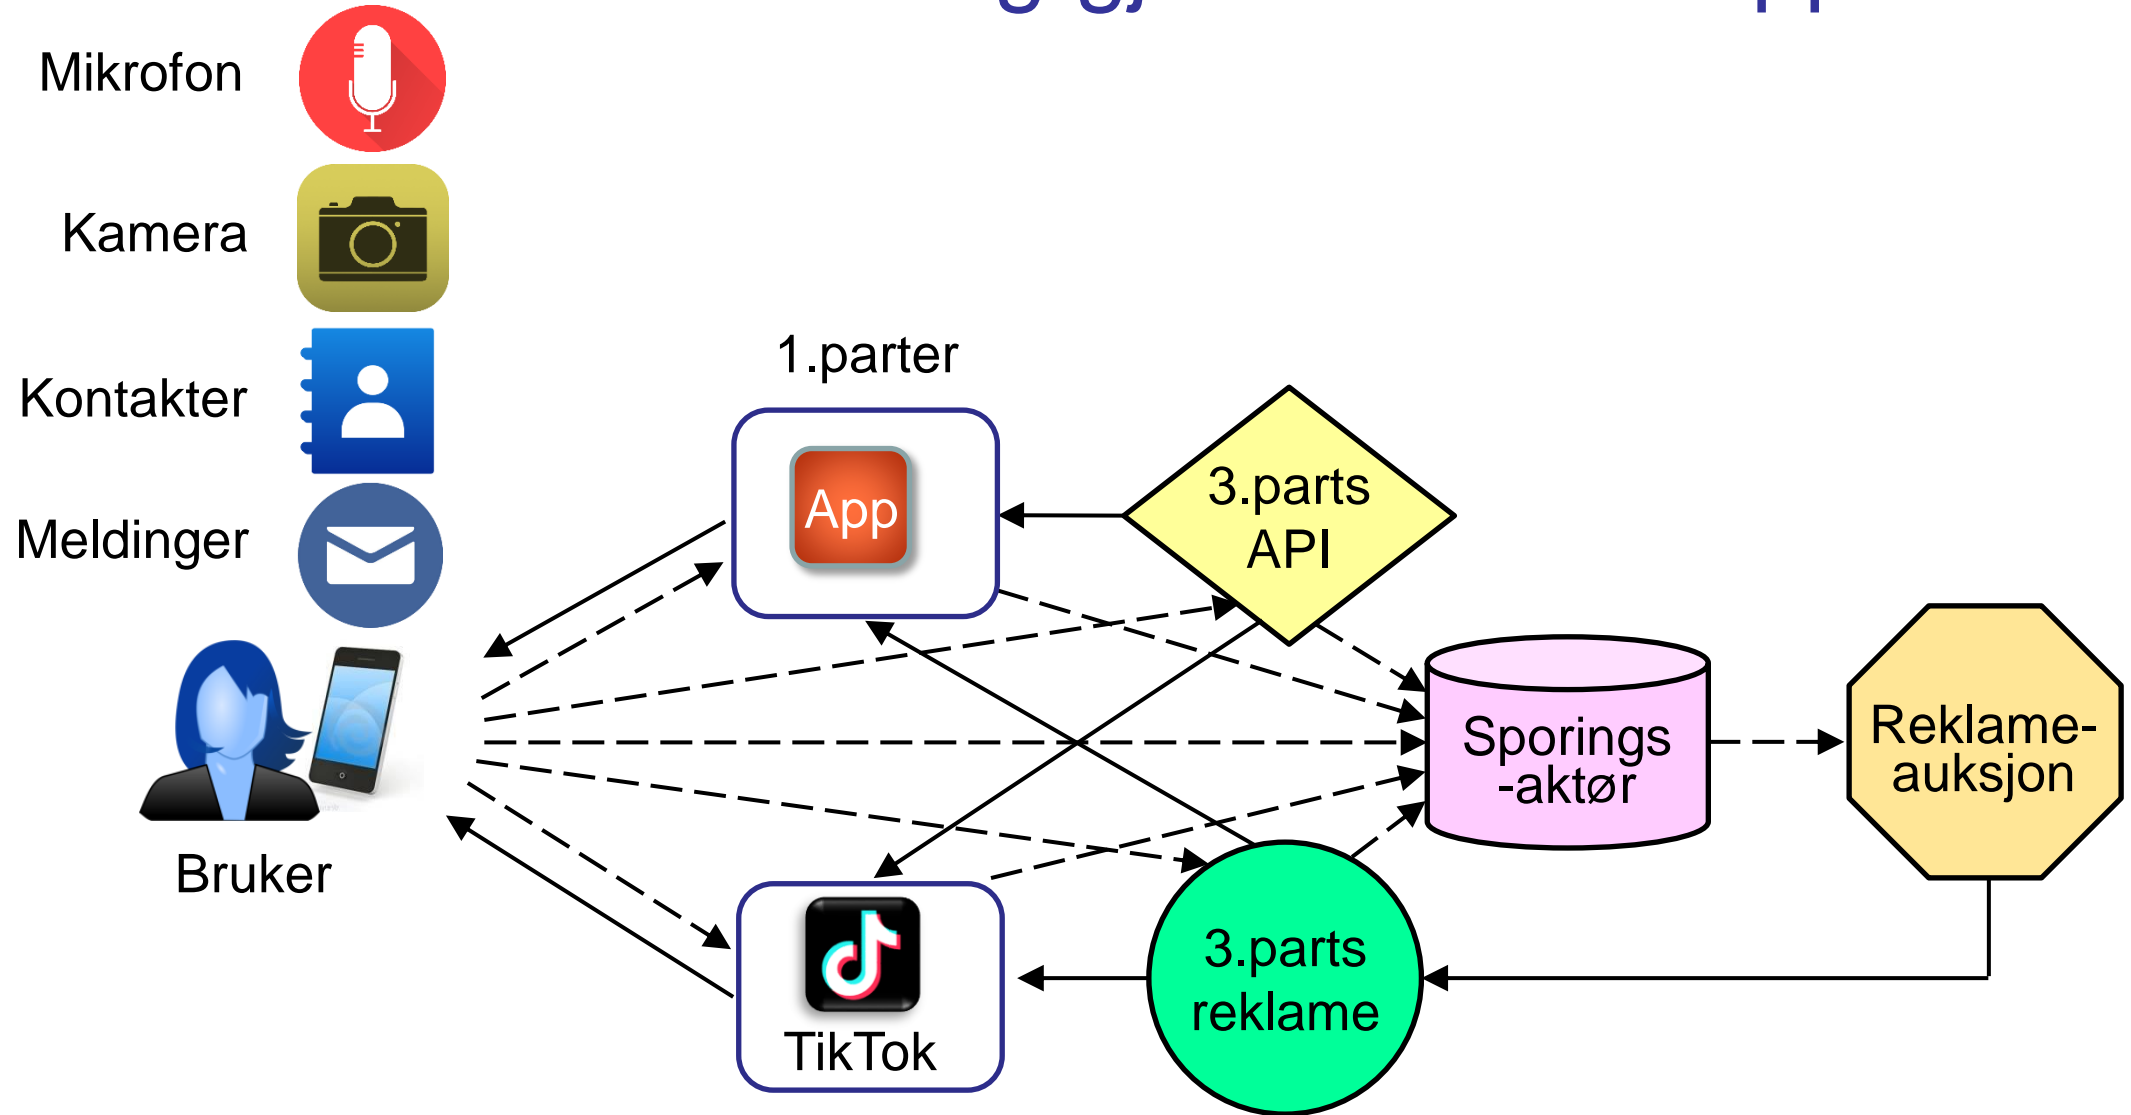 Mikrofon
Kamera
Kontakter
Meldinger
Bruker
1.parter
App
3.parts
API
Sporings
-aktør
Reklame-
auksjon
TikTok
3.parts
reklame